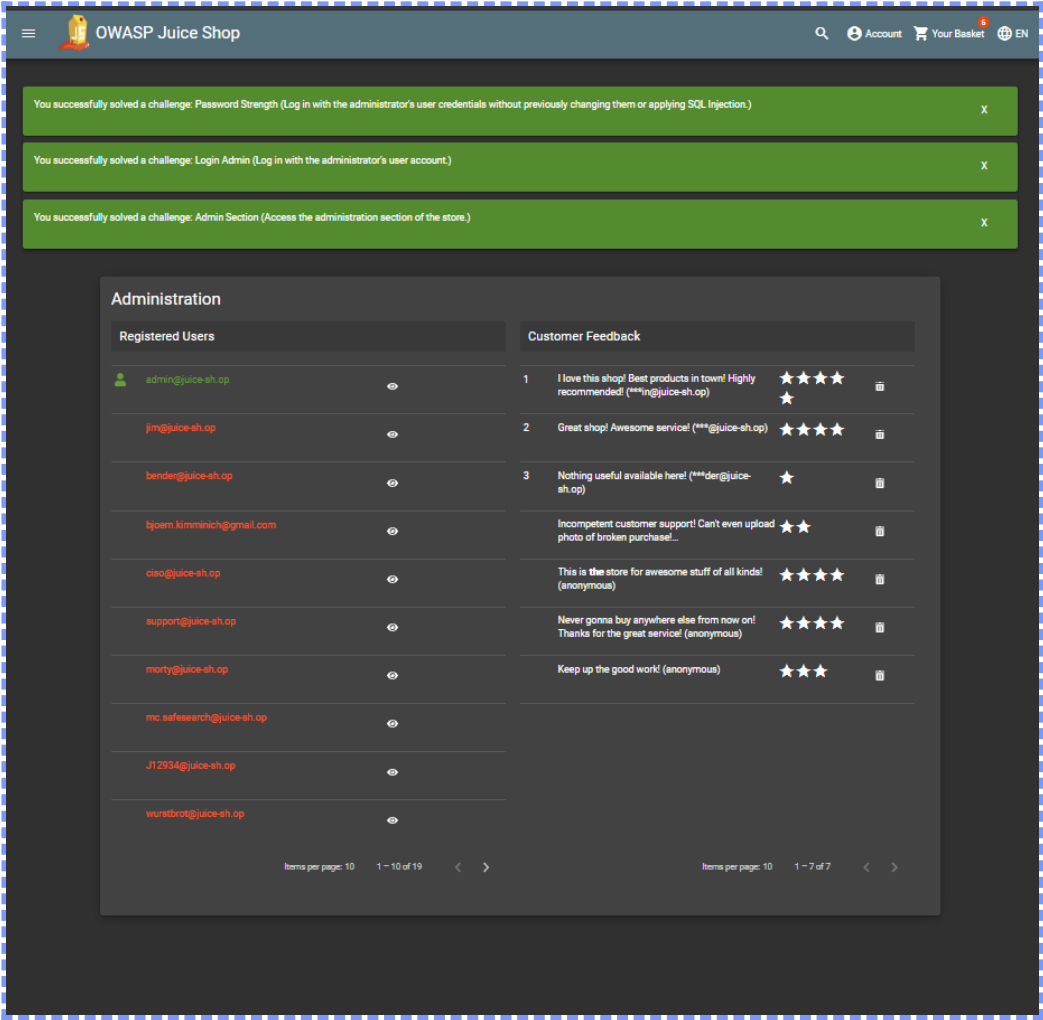 OWASP Juice Shop
Account
Your Basket
6
EN
You successfully solved a challenge: Password Strength (Log in with the administrator's user credentials without previously changing them or applying SQL Injection.)
X
You successfully solved a challenge: Login Admin (Log in with the administrator's user account.)
X
You successfully solved a challenge: Admin Section (Access the administration section of the store.)
X
Administration
Registered Users
admin@juice-sh.op
jim@juice-sh.op
bender@juice-sh.op
bjoern.kimminich@gmail.com
ciso@juice-sh.op
support@juice-sh.op
morty@juice-sh.op
mc.safesearch@juice-sh.op
J12934@juice-sh.op
wurstbrot@juice-sh.op
Items per page: 10 1 – 10 of 19
Customer Feedback
1 I love this shop! Best products in town! Highly
recommended! (***in@juice-sh.op)
2 Great shop! Awesome service! (***@juice-sh.op)
3 Nothing useful available here! (***der@juice-
sh.op)
Incompetent customer support! Can't even upload
photo of broken purchase!...
This is the store for awesome stuff of all kinds!
(anonymous)
Never gonna buy anywhere else from now on!
Thanks for the great service! (anonymous)
Keep up the good work! (anonymous)
Items per page: 10 1 – 7 of 7